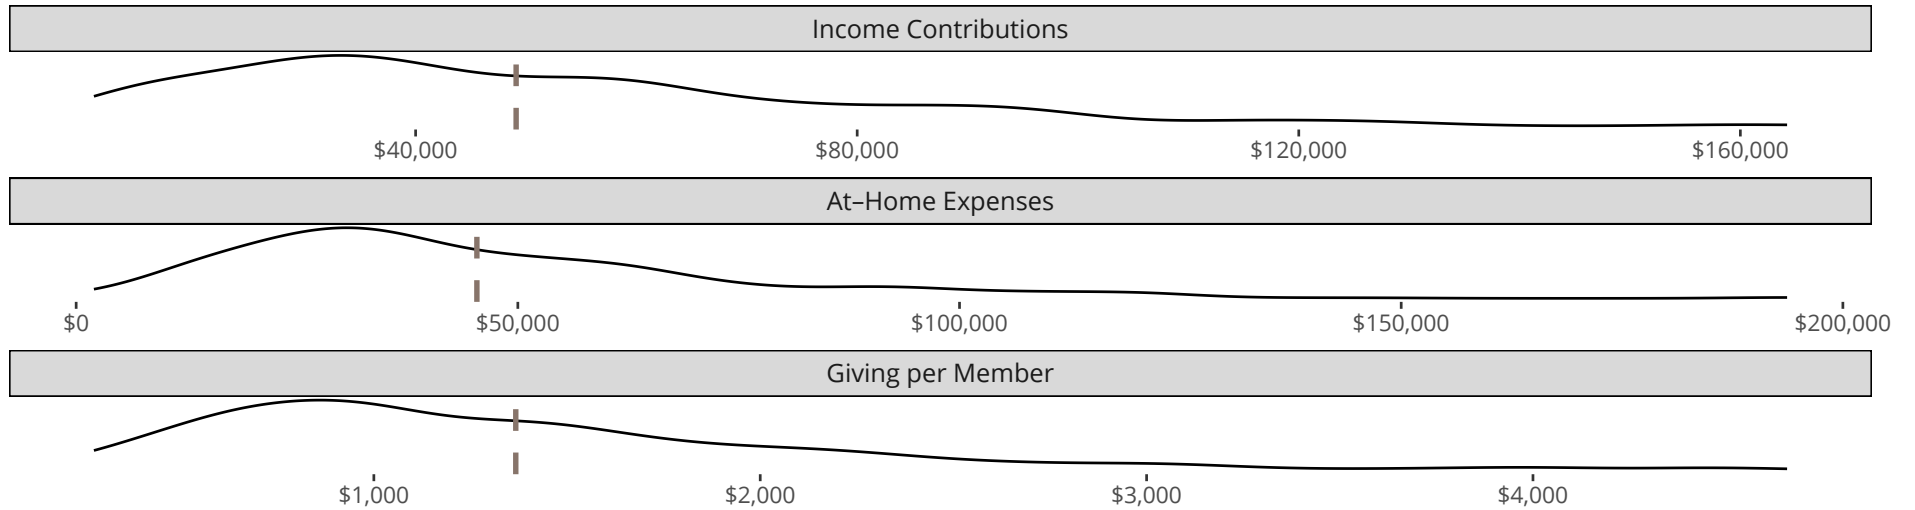 Income Contributions
$40,000 $80,000 $120,000 $160,000
At–Home Expenses
$0 $50,000 $100,000 $150,000 $200,000
Giving per Member
$1,000 $2,000 $3,000 $4,000